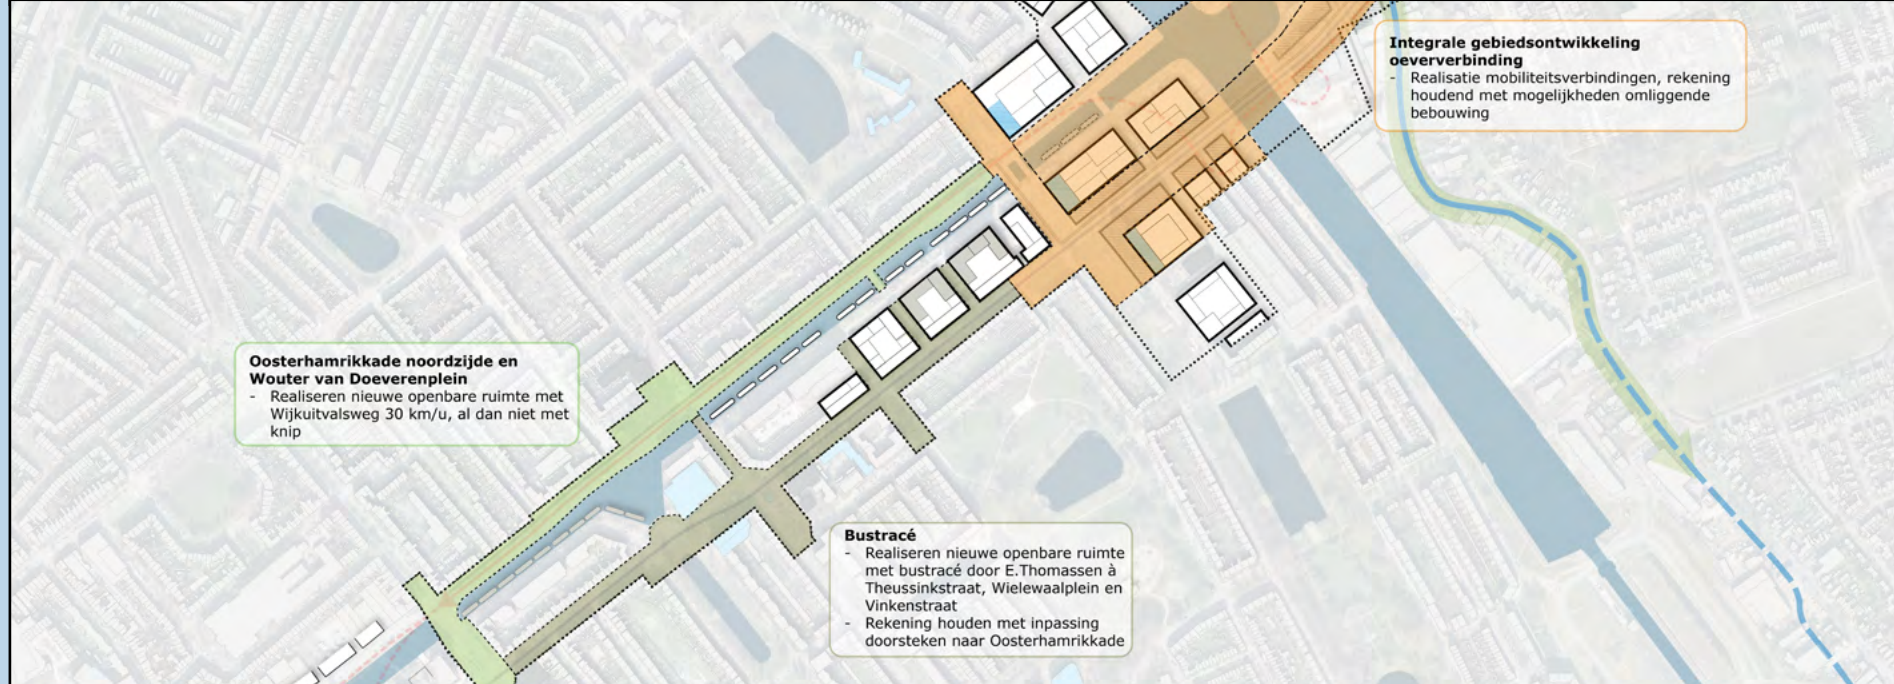 Integrale gebiedsontwikkeling
oeververbinding
- Realisatie mobiliteitsverbindingen, rekening
houdend met mogelijkheden omliggende
bebouwing
Oosterhamrikkade noordzijde en
Wouter van Doeverenplein
- Realiseren nieuwe openbare ruimte met
Wijkuitvalsweg 30 km/u, al dan niet met
knip
Bustracé
- Realiseren nieuwe openbare ruimte
met bustracé door E.Thomassen à
Theussinkstraat, Wielewaalplein en
Vinkenstraat
- Rekening houden met inpassing
doorsteken naar Oosterhamrikkade